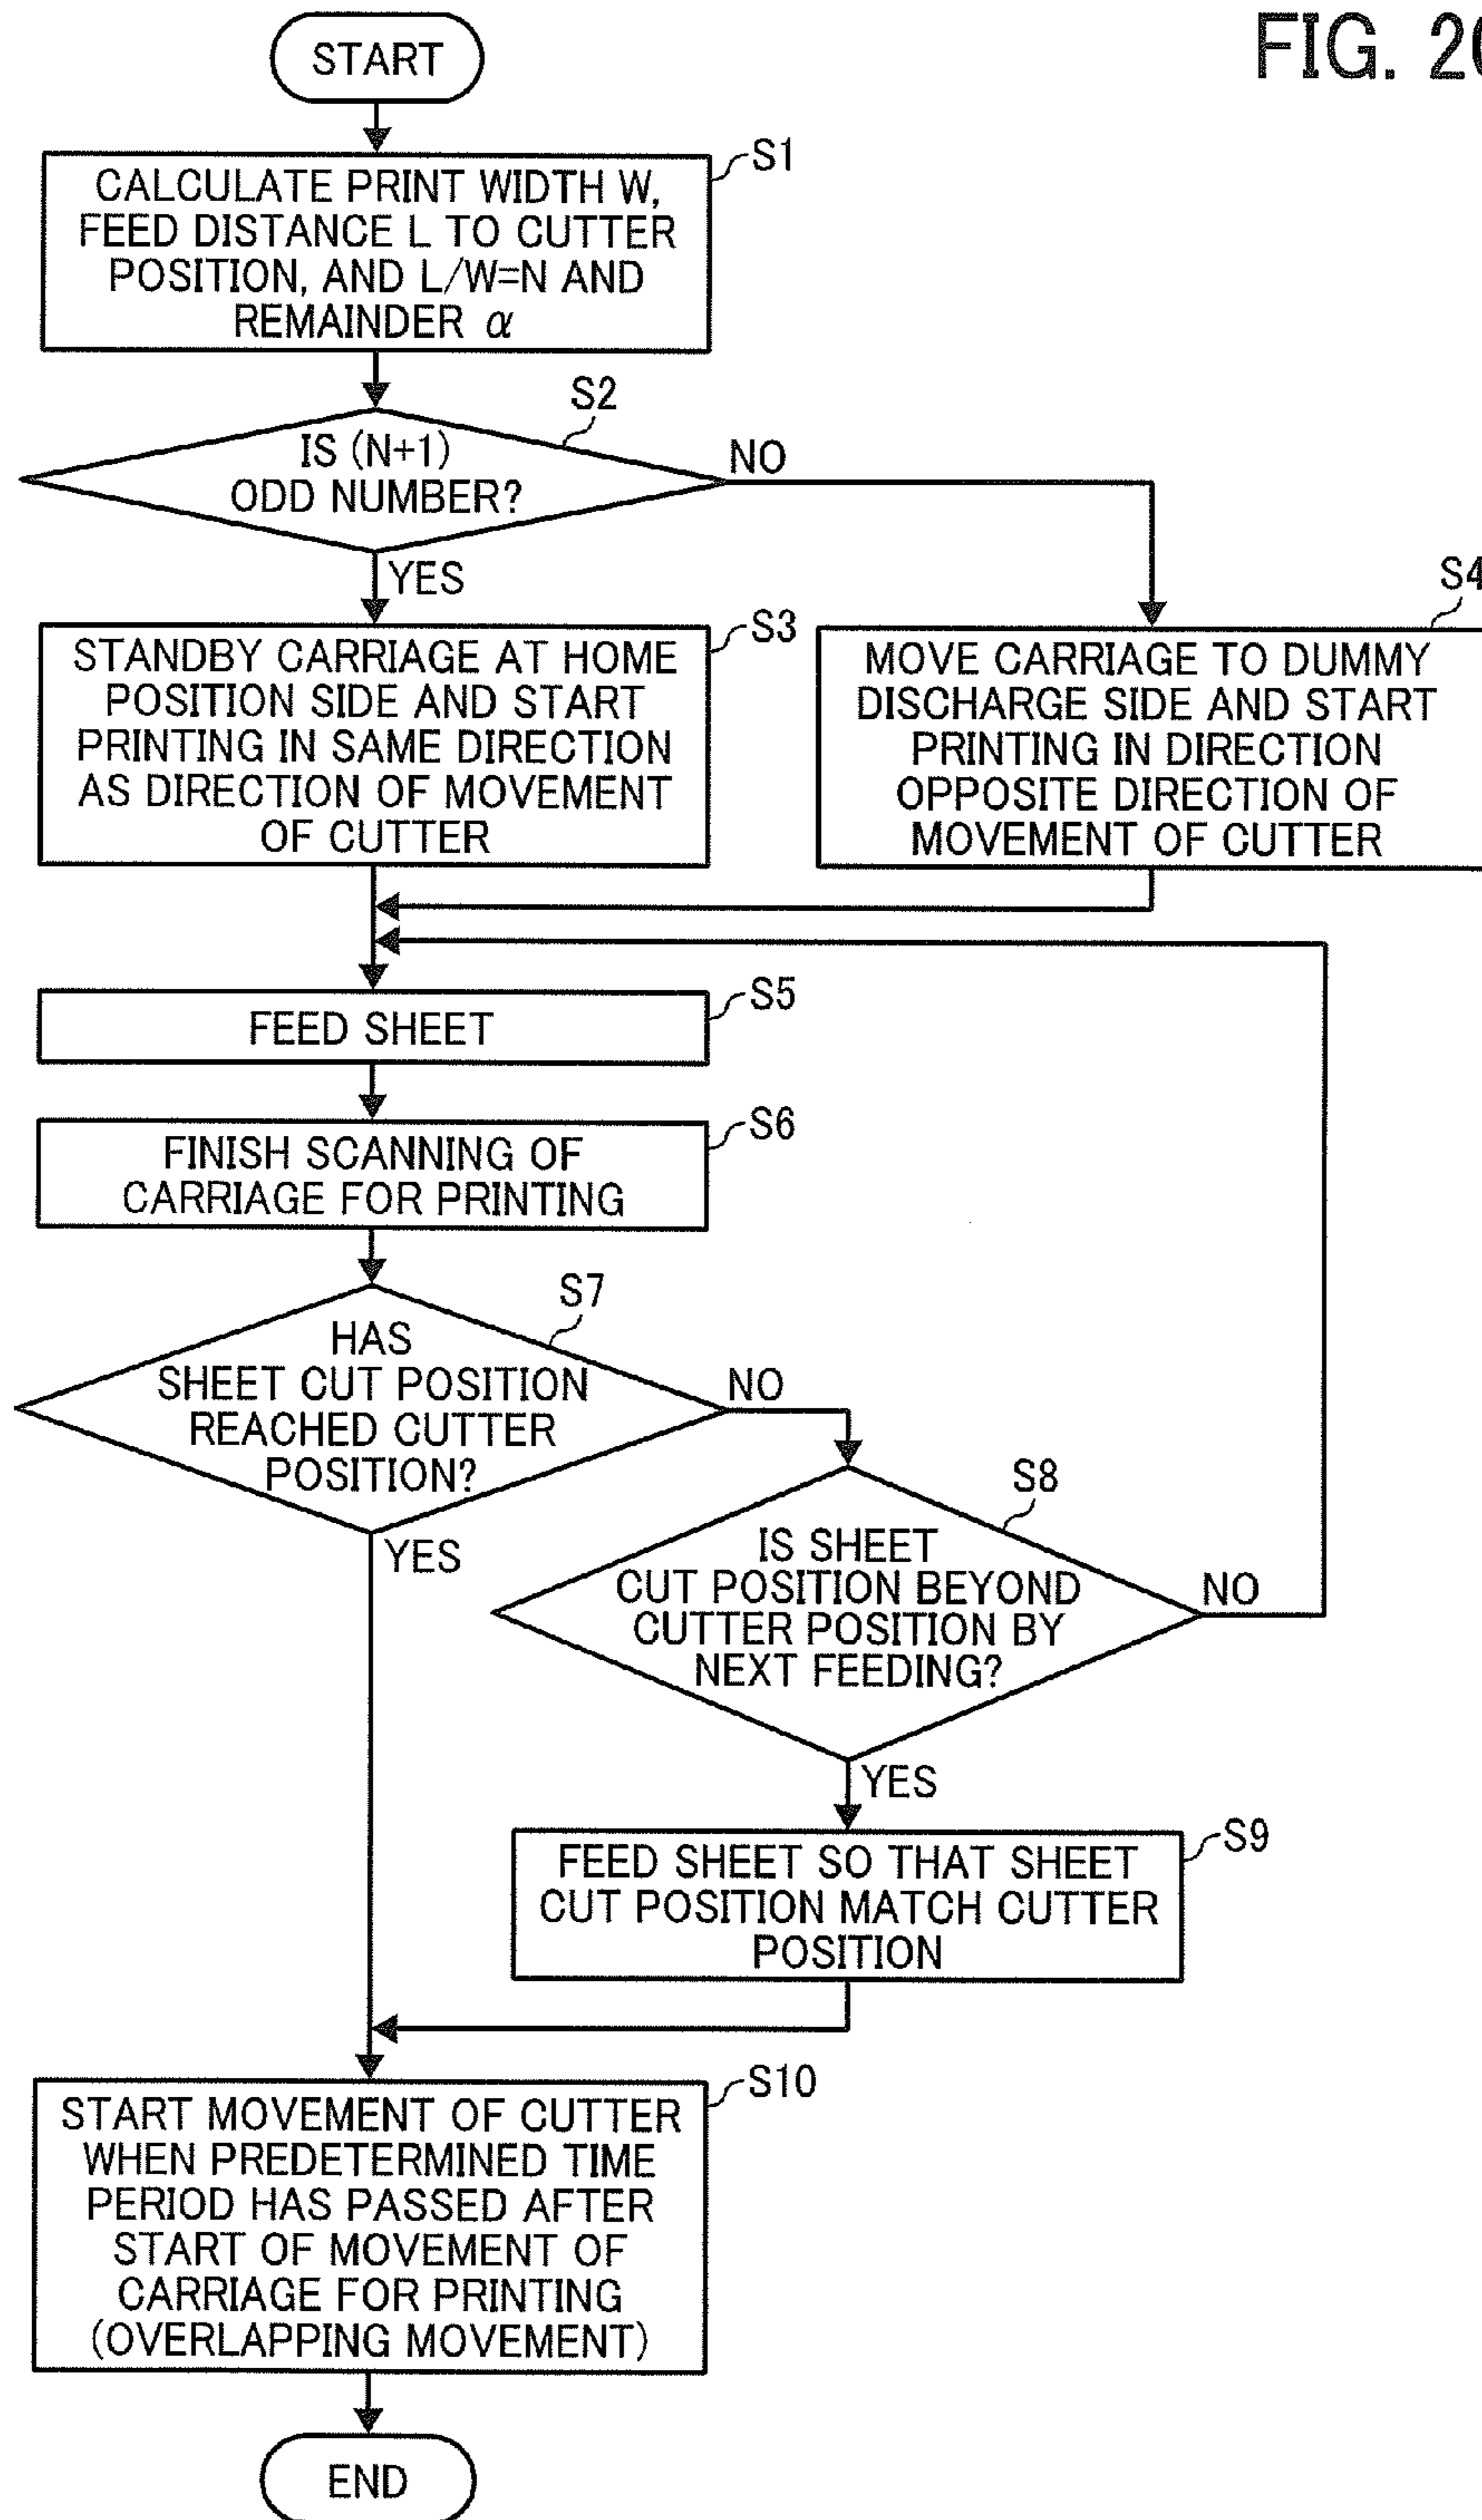 FIG. 20
START
S1
CALCULATE PRINT WIDTH W,
FEED DISTANCE L TO CUTTER
POSITION, AND L/W=N AND
REMAINDER α
S2
IS (N+1)
ODD NUMBER?
NO
YES
S3
STANDBY CARRIAGE AT HOME
POSITION SIDE AND START
PRINTING IN SAME DIRECTION
AS DIRECTION OF MOVEMENT
OF CUTTER
S4
MOVE CARRIAGE TO DUMMY
DISCHARGE SIDE AND START
PRINTING IN DIRECTION
OPPOSITE DIRECTION OF
MOVEMENT OF CUTTER
S5
FEED SHEET
S6
FINISH SCANNING OF
CARRIAGE FOR PRINTING
S7
HAS
SHEET CUT POSITION
REACHED CUTTER
POSITION?
NO
YES
S8
IS SHEET
CUT POSITION BEYOND
CUTTER POSITION BY
NEXT FEEDING?
NO
YES
S9
FEED SHEET SO THAT SHEET
CUT POSITION MATCH CUTTER
POSITION
S10
START MOVEMENT OF CUTTER
WHEN PREDETERMINED TIME
PERIOD HAS PASSED AFTER
START OF MOVEMENT OF
CARRIAGE FOR PRINTING
(OVERLAPPING MOVEMENT)
END